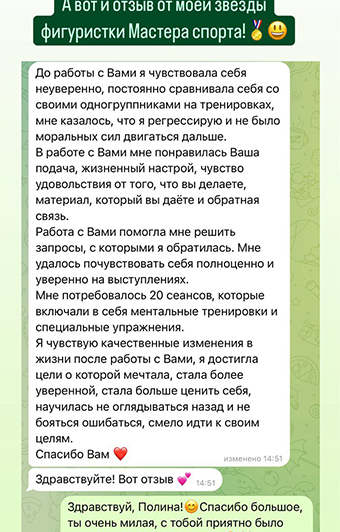 А вот и отзыв от моей звезды
фигуристки Мастера спорта!🏅😃
До работы с Вами я чувствовала себя
неуверенно, постоянно сравнивала себя со
своими одногруппниками на тренировках,
мне казалось, что я регрессирую и не было
моральных сил двигаться дальше.
В работе с Вами мне понравилась Ваша
подача, жизненный настрой, чувство
удовольствия от того, что вы делаете,
материал, который вы даёте и обратная
связь.
Работа с Вами помогла мне решить
запросы, с которыми я обратилась. Мне
удалось почувствовать себя полноценно и
уверенно на выступлениях.
Мне потребовалось 20 сеансов, которые
включали в себя ментальные тренировки и
специальные упражнения.
Я чувствую качественные изменения в
жизни после работы с Вами, я достигла
цели о которой мечтала, стала более
уверенной, стала больше ценить себя,
научилась не оглядываться назад и не
бояться ошибаться, смело идти к своим
целям.
Спасибо Вам ❤️
изменено 14:51
Здравствуйте! Вот отзыв 💕 14:51
Здравствуй, Полина!😊Спасибо большое,
ты очень милая, с тобой приятно было